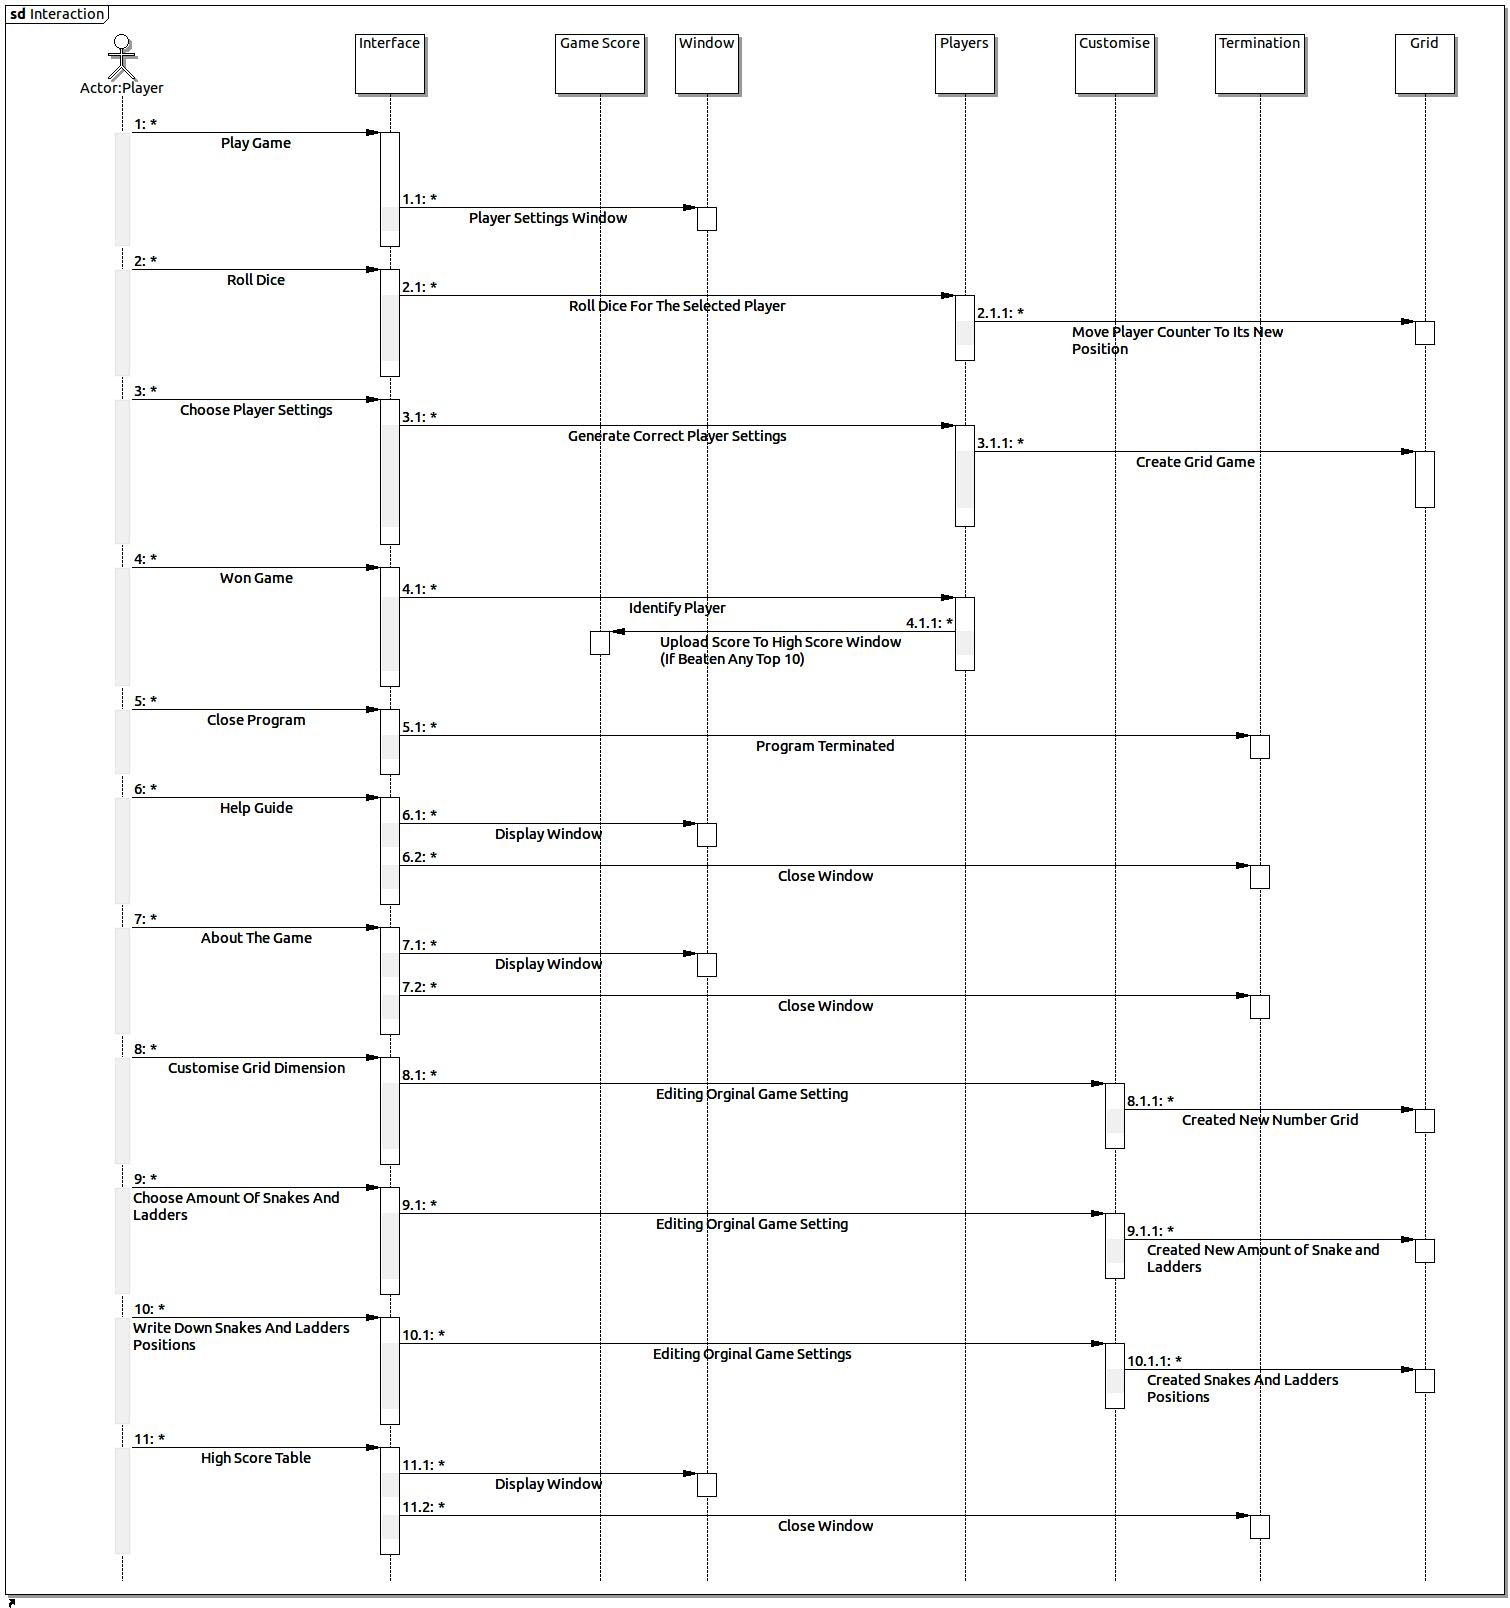 sd Interaction
Actor:Player
Interface
Game Score
Window
Players
Customise
Termination
Grid
1: *
Play Game
1.1: *
Player Settings Window
2: *
Roll Dice
2.1: *
Roll Dice For The Selected Player
2.1.1: *
Move Player Counter To Its New
Position
3: *
Choose Player Settings
3.1: *
Generate Correct Player Settings
3.1.1: *
Create Grid Game
4: *
Won Game
4.1: *
Identify Player
4.1.1: *
Upload Score To High Score Window
(If Beaten Any Top 10)
5: *
Close Program
5.1: *
Program Terminated
6: *
Help Guide
6.1: *
Display Window
6.2: *
Close Window
7: *
About The Game
7.1: *
Display Window
7.2: *
Close Window
8: *
Customise Grid Dimension
8.1: *
Editing Orginal Game Setting
8.1.1: *
Created New Number Grid
9: *
Choose Amount Of Snakes And
Ladders
9.1: *
Editing Orginal Game Setting
9.1.1: *
Created New Amount of Snake and
Ladders
10: *
Write Down Snakes And Ladders
Positions
10.1: *
Editing Orginal Game Settings
10.1.1: *
Created Snakes And Ladders
Positions
11: *
High Score Table
11.1: *
Display Window
11.2: *
Close Window